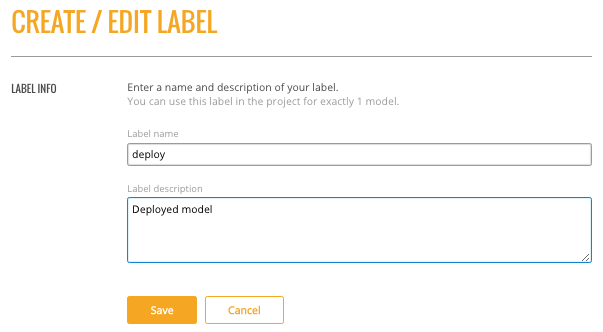 CREATE / EDIT LABEL
LABEL INFO
Enter a name and description of your label.
You can use this label in the project for exactly 1 model.
Label name
deploy
Label description
Deployed model
Save
Cancel